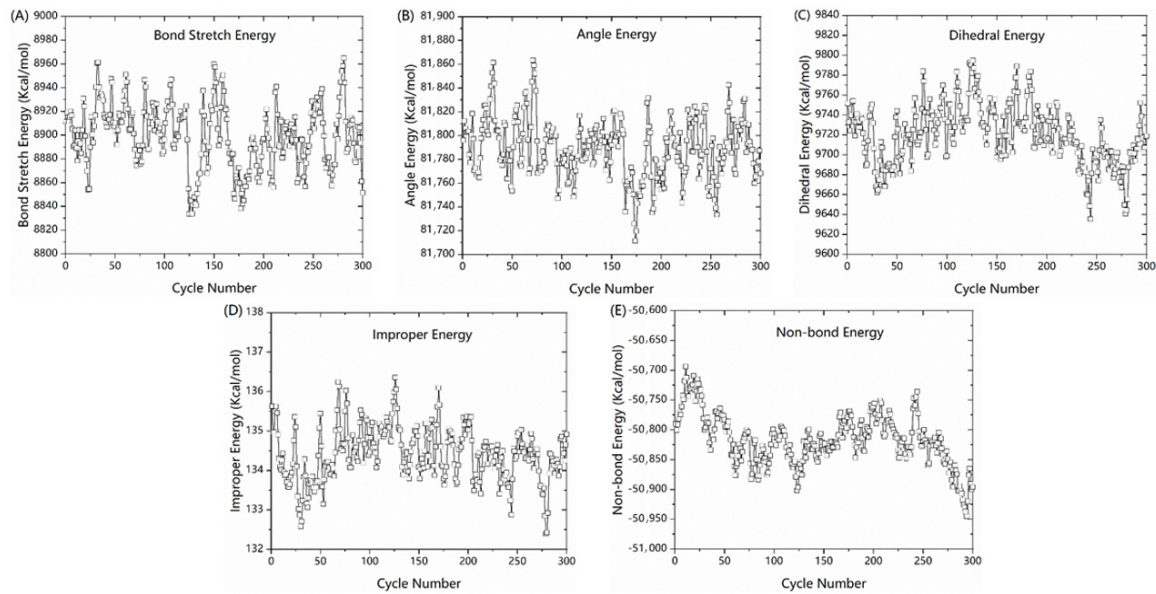 (A)
Bond Stretch Energy
Bond Stretch Energy (Kcal/mol)
9000
8980
8960
8940
8920
8900
8880
8860
8840
8820
8800
0 50 100 150 200 250 300
Cycle Number
(B)
Angle Energy
Angle Energy (Kcal/mol)
81,900
81,880
81,860
81,840
81,820
81,800
81,780
81,760
81,740
81,720
81,700
0 50 100 150 200 250 300
Cycle Number
(C)
Dihedral Energy
Dihedral Energy (Kcal/mol)
9840
9820
9800
9780
9760
9740
9720
9700
9680
9660
9640
9620
9600
0 50 100 150 200 250 300
Cycle Number
(D)
Improper Energy
Improper Energy (Kcal/mol)
138
137
136
135
134
133
132
0 50 100 150 200 250 300
Cycle Number
(E)
Non-bond Energy
Non-bond Energy (Kcal/mol)
-50,600
-50,650
-50,700
-50,750
-50,800
-50,850
-50,900
-50,950
-51,000
0 50 100 150 200 250 300
Cycle Number